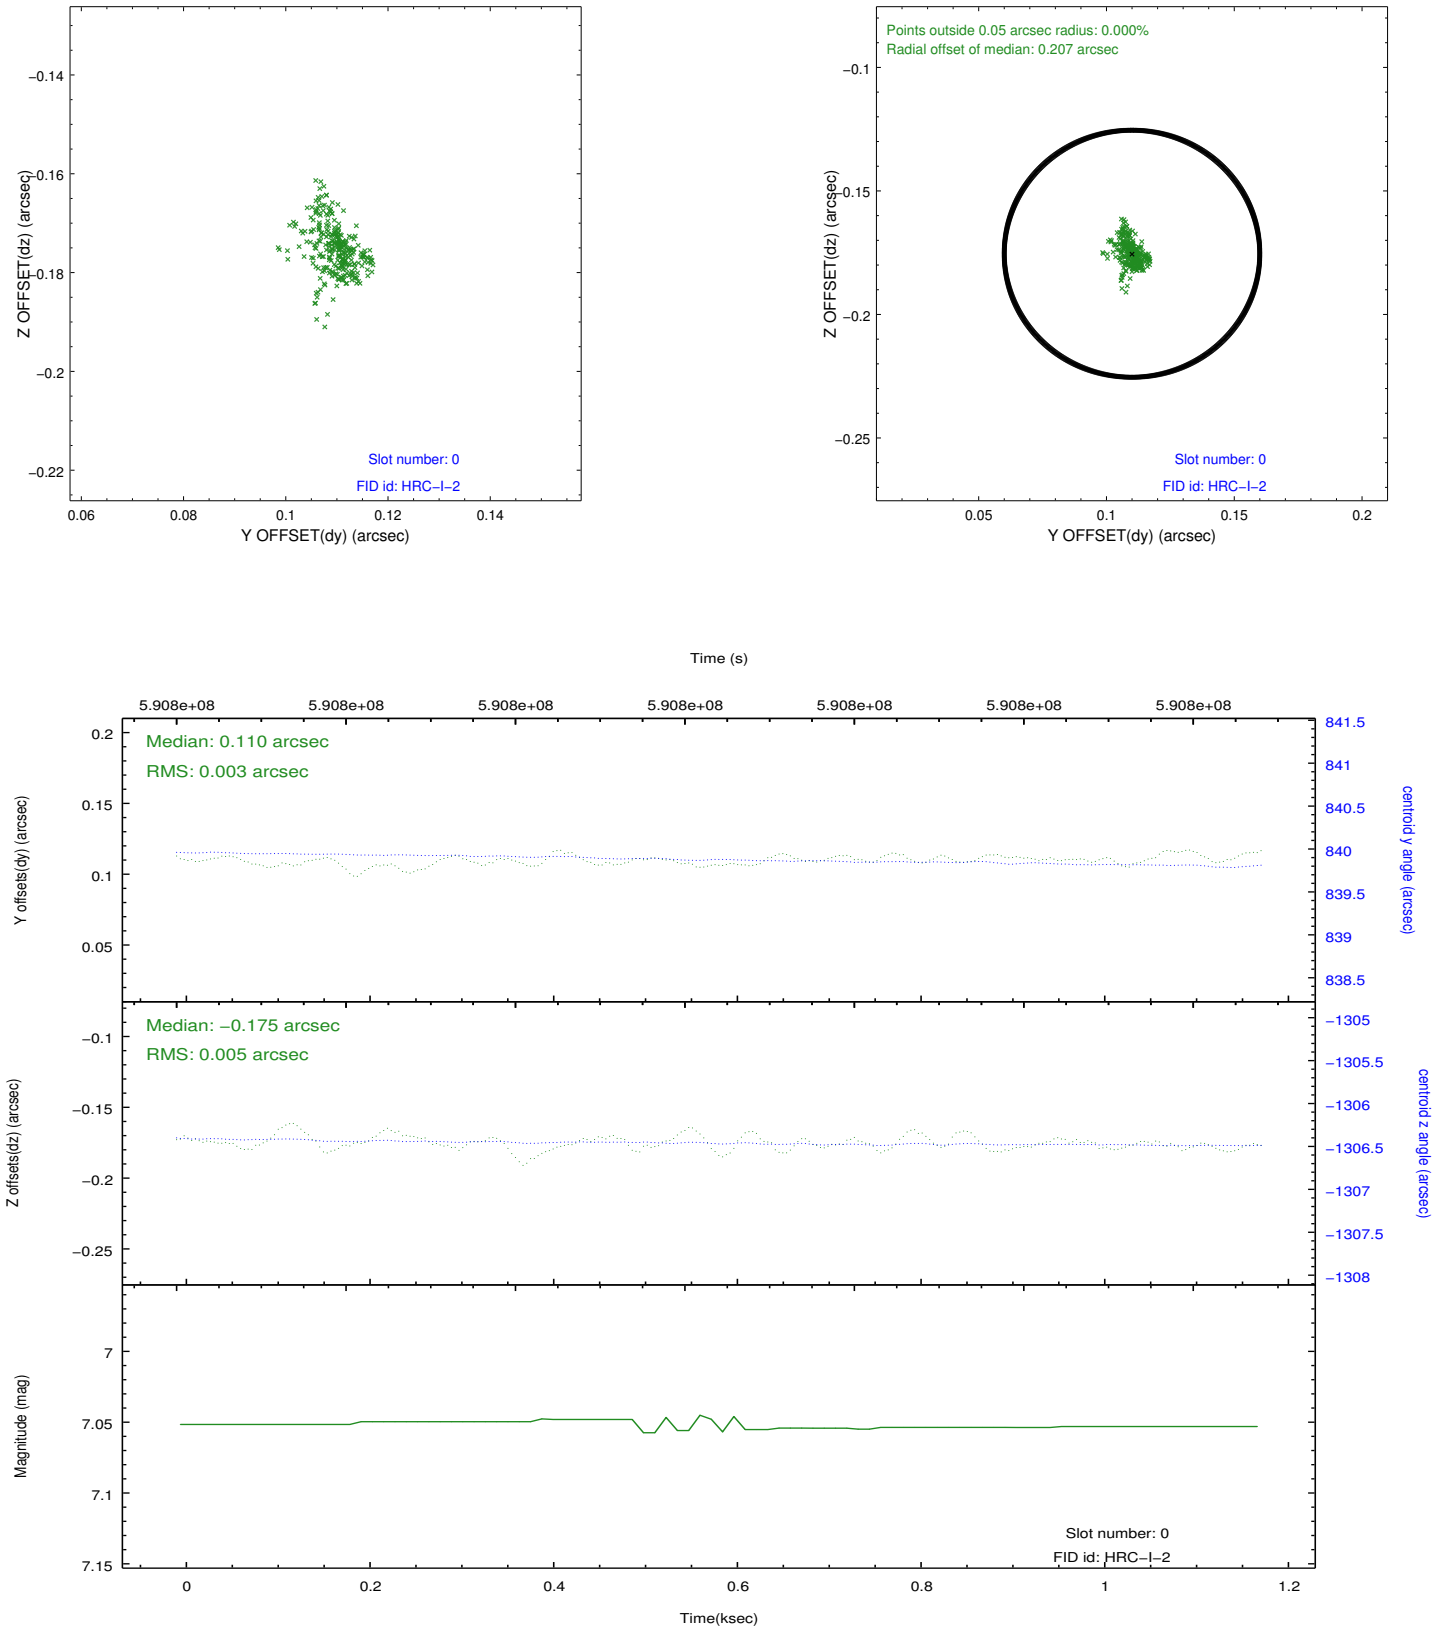 −0.14
−0.16
−0.18
−0.2
−0.22
Z OFFSET(dz) (arcsec)
Slot number: 0
FID id: HRC−I−2
0.06 0.08 0.1 0.12 0.14
Y OFFSET(dy) (arcsec)
Points outside 0.05 arcsec radius: 0.000%
Radial offset of median: 0.207 arcsec
−0.1
−0.15
−0.2
−0.25
Z OFFSET(dz) (arcsec)
Slot number: 0
FID id: HRC−I−2
0.05 0.1 0.15 0.2
Y OFFSET(dy) (arcsec)
Time (s)
5.908e+08 5.908e+08 5.908e+08 5.908e+08 5.908e+08 5.908e+08 5.908e+08
Median: 0.110 arcsec
RMS: 0.003 arcsec
0.2
0.15
0.1
0.05
Y offsets(dy) (arcsec)
841.5
841
840.5
840
839.5
839
838.5
centroid y angle (arcsec)
Median: −0.175 arcsec
RMS: 0.005 arcsec
−0.1
−0.15
−0.2
−0.25
Z offsets(dz) (arcsec)
−1305
−1305.5
−1306
−1306.5
−1307
−1307.5
−1308
centroid z angle (arcsec)
7
7.05
7.1
7.15
Magnitude (mag)
Slot number: 0
FID id: HRC−I−2
0 0.2 0.4 0.6 0.8 1 1.2
Time(ksec)